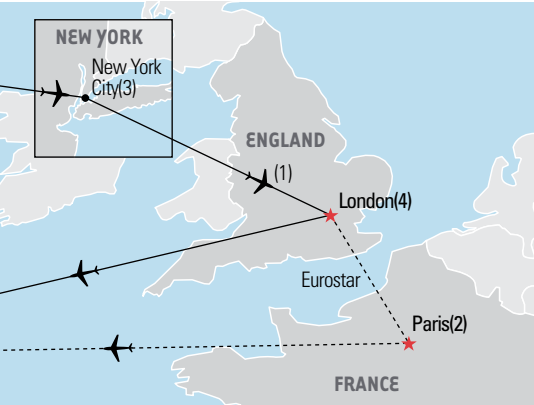 NEW YORK
New York
City(3)
ENGLAND
(1)
London(4)
Eurostar
Paris(2)
FRANCE